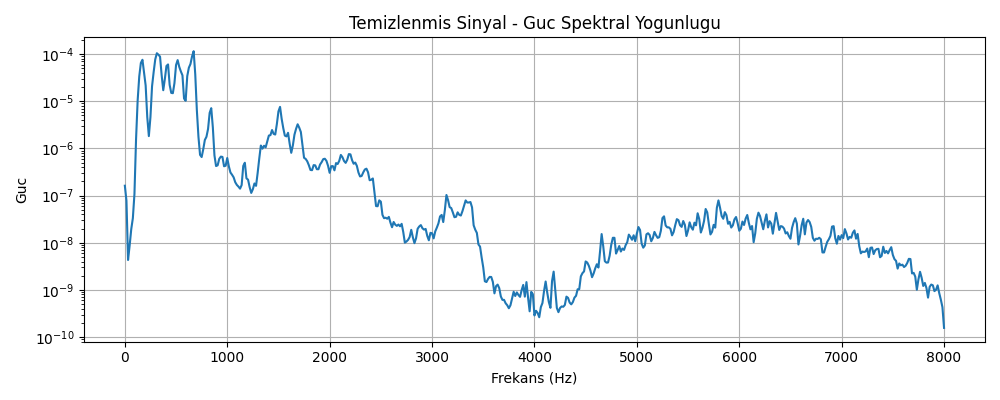 Temizlenmis Sinyal - Guc Spektral Yogunlugu
Guc
10⁻⁴
10⁻⁵
10⁻⁶
10⁻⁷
10⁻⁸
10⁻⁹
10⁻¹⁰
0 1000 2000 3000 4000 5000 6000 7000 8000
Frekans (Hz)